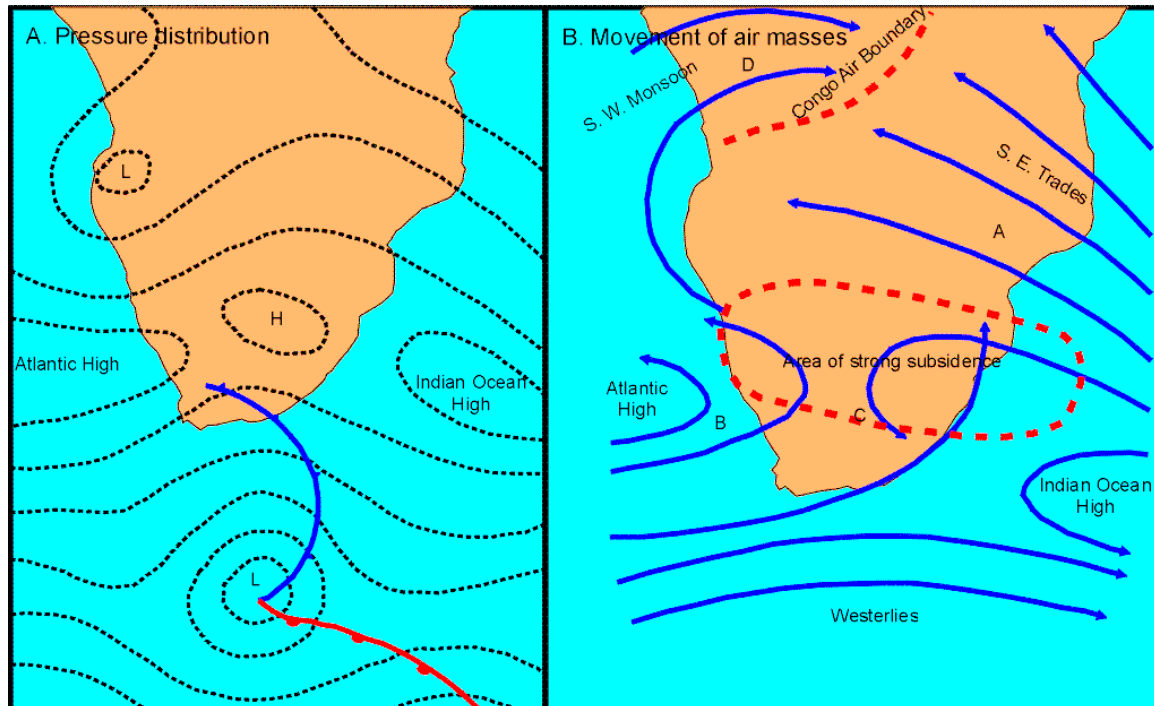 A. Pressure distribution
L
H
Atlantic High
Indian Ocean
High
L
B. Movement of air masses
D
S. W. Monsoon
Congo Air Boundary
S. E. Trades
A
Area of strong subsidence
Atlantic
High
B
C
Indian Ocean
High
Westerlies